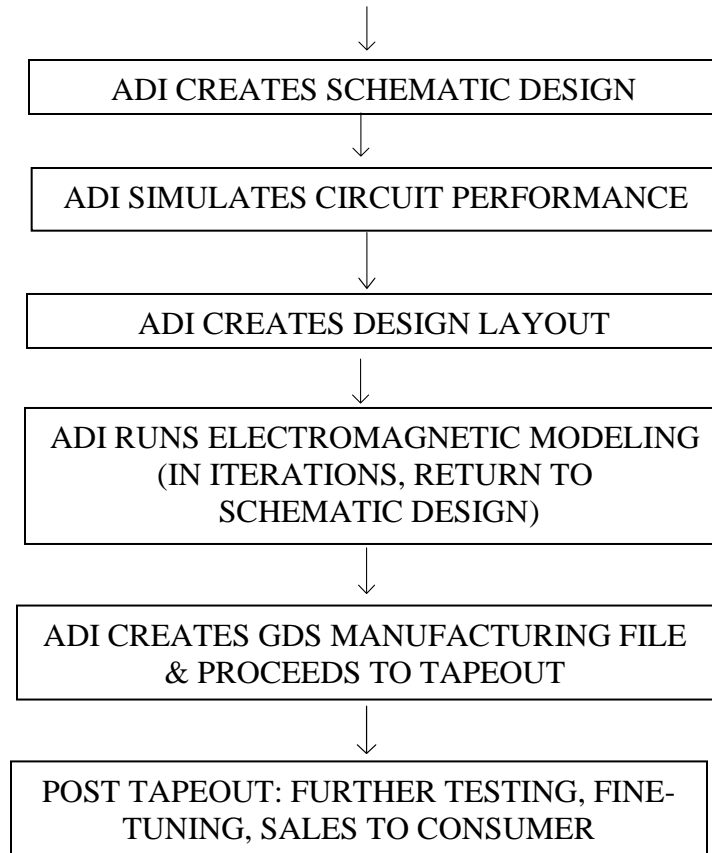 ADI CREATES SCHEMATIC DESIGN
ADI SIMULATES CIRCUIT PERFORMANCE
ADI CREATES DESIGN LAYOUT
ADI RUNS ELECTROMAGNETIC MODELING
(IN ITERATIONS, RETURN TO
SCHEMATIC DESIGN)
ADI CREATES GDS MANUFACTURING FILE
& PROCEEDS TO TAPEOUT
POST TAPEOUT: FURTHER TESTING, FINE-
TUNING, SALES TO CONSUMER